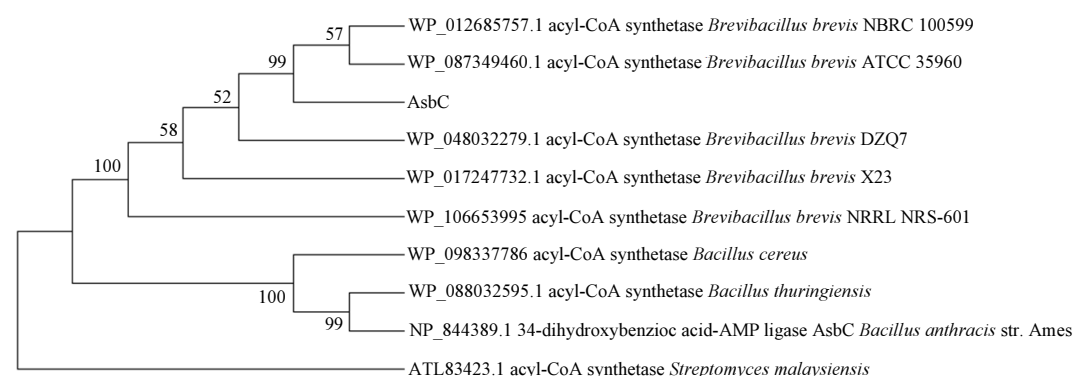 WP_012685757.1 acyl-CoA synthetase Brevibacillus brevis NBRC 100599
57
WP_087349460.1 acyl-CoA synthetase Brevibacillus brevis ATCC 35960
99
AsbC
52
WP_048032279.1 acyl-CoA synthetase Brevibacillus brevis DZQ7
58
WP_017247732.1 acyl-CoA synthetase Brevibacillus brevis X23
100
WP_106653995 acyl-CoA synthetase Brevibacillus brevis NRRL NRS-601
WP_098337786 acyl-CoA synthetase Bacillus cereus
100
WP_088032595.1 acyl-CoA synthetase Bacillus thuringiensis
99
NP_844389.1 34-dihydroxybenzioc acid-AMP ligase AsbC Bacillus anthracis str. Ames
ATL83423.1 acyl-CoA synthetase Streptomyces malaysiensis